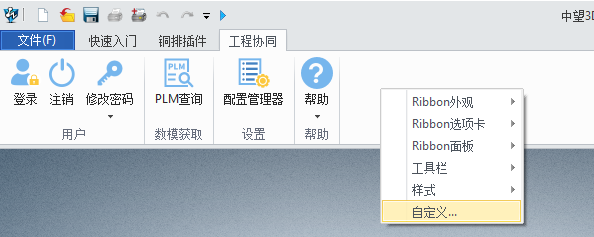 中望3D
文件(F) 快速入门 铜排插件 工程协同
登录 注销 修改密码 PLM查询 配置管理器 帮助
用户 数模获取 设置 帮助
PLM
Ribbon外观
Ribbon选项卡
Ribbon面板
工具栏
样式
自定义...